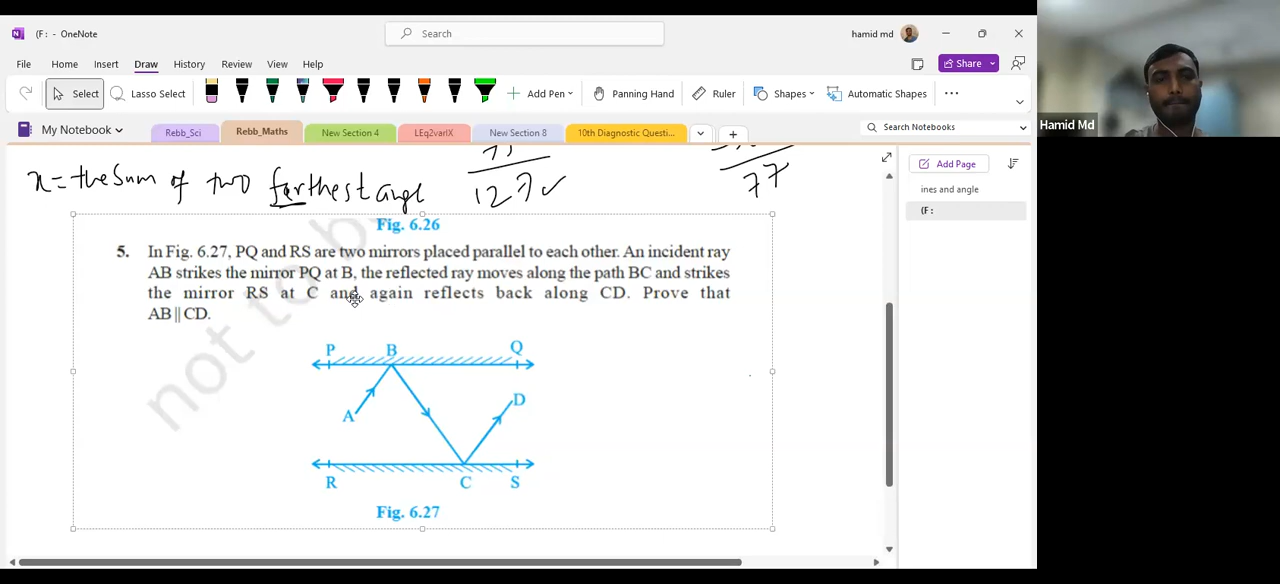 (F : - OneNote
Search
hamid md
File Home Insert Draw History Review View Help
Share
Select Lasso Select Add Pen Panning Hand Ruler Shapes Automatic Shapes
My Notebook Rebb_Sci Rebb_Maths New Section 4 LEq2varIX New Section 8 10th Diagnostic Questi... Search Notebooks
Hamid Md
Add Page
ines and angle
(F :
x = the Sum of two farthest angle
127
77
Fig. 6.26
5. In Fig. 6.27, PQ and RS are two mirrors placed parallel to each other. An incident ray
AB strikes the mirror PQ at B, the reflected ray moves along the path BC and strikes
the mirror RS at C and again reflects back along CD. Prove that
AB || CD.
P B Q
A D
R C S
Fig. 6.27
not to b